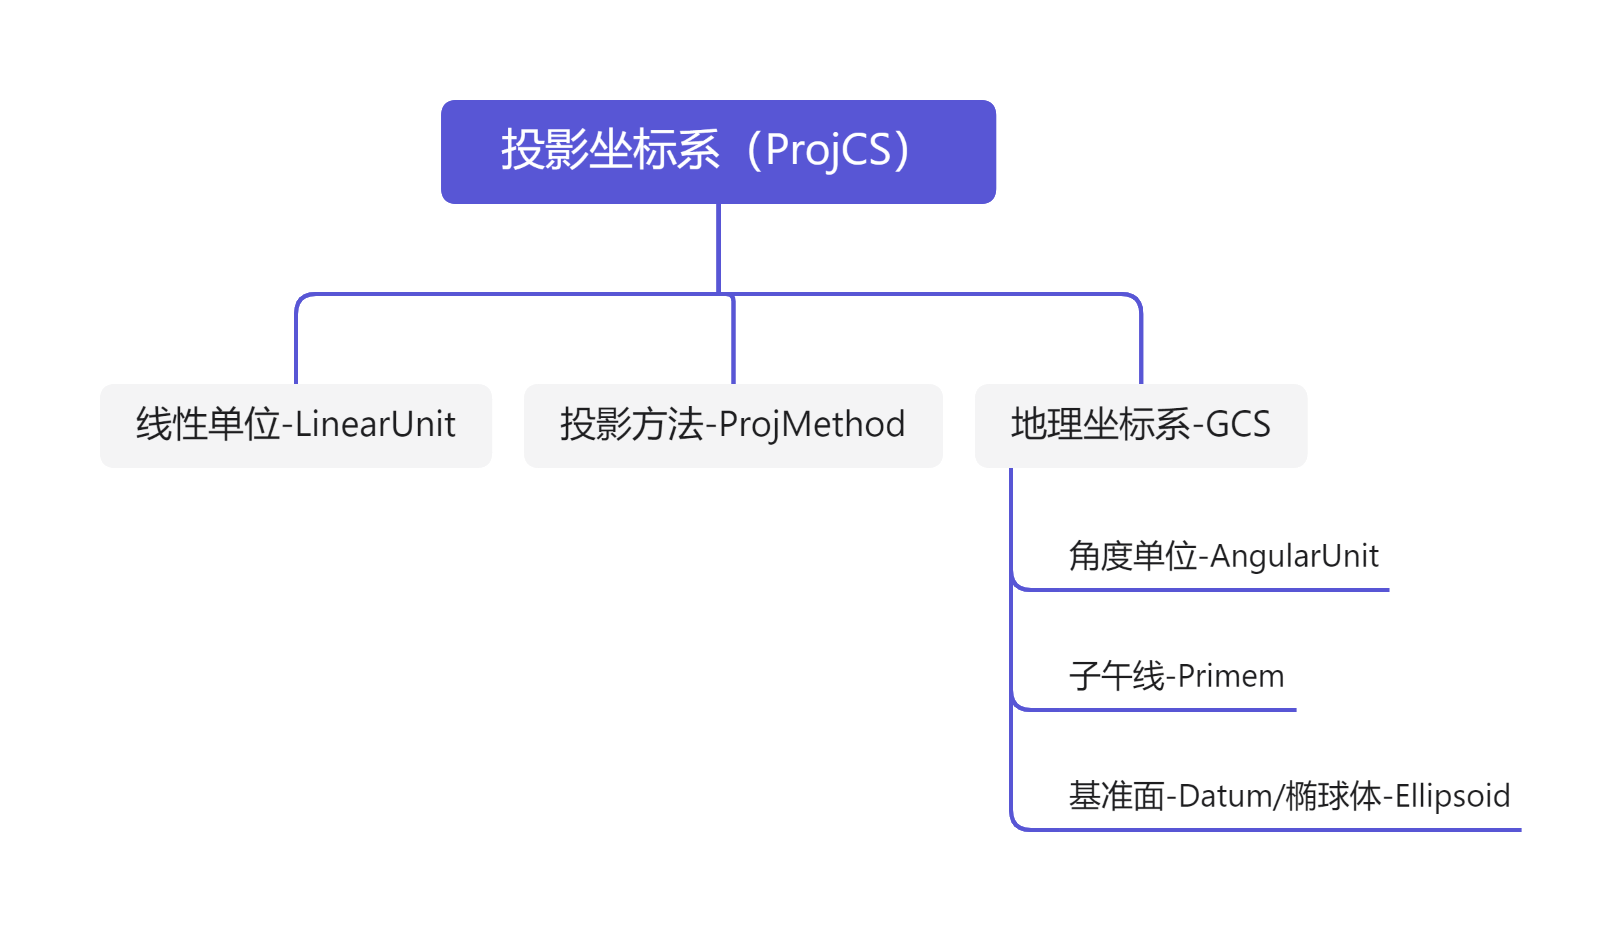 投影坐标系（ProjCS）
线性单位-LinearUnit
投影方法-ProjMethod
地理坐标系-GCS
角度单位-AngularUnit
子午线-Primem
基准面-Datum/椭球体-Ellipsoid